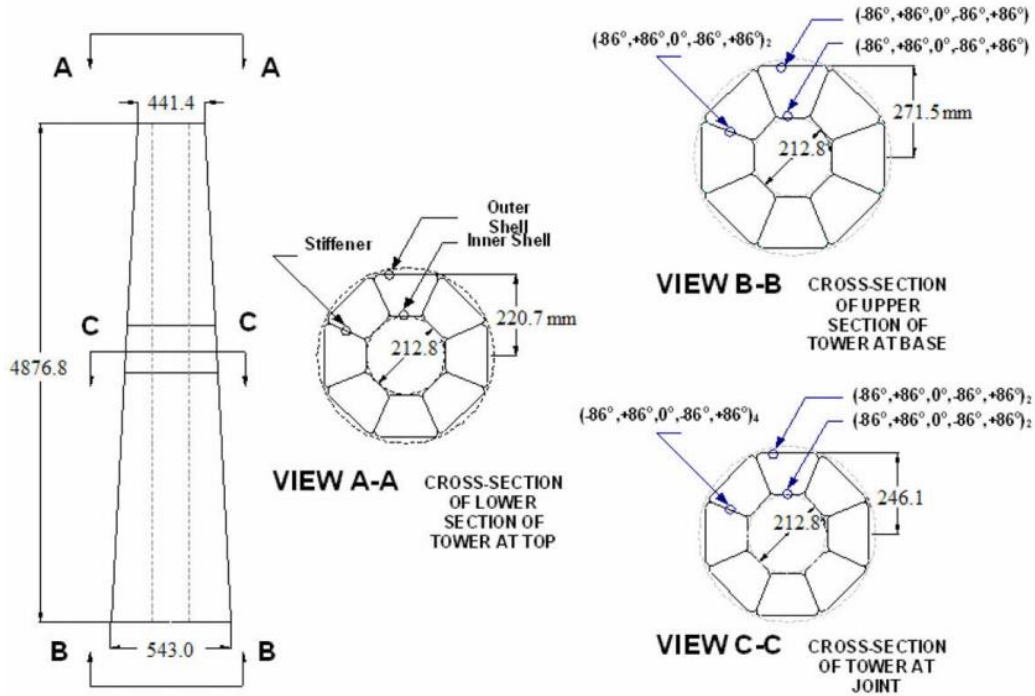 A
A
441.4
4876.8
C
C
B
543.0
B
Stiffener
Outer
Shell
Inner Shell
220.7 mm
212.8
VIEW A-A
CROSS-SECTION
OF LOWER
SECTION OF
TOWER AT TOP
(-86°,+86°,0°,-86°,+86°)
(-86°,+86°,0°,-86°,+86°)
(-86°,+86°,0°,-86°,+86°)₂
271.5 mm
212.8
VIEW B-B
CROSS-SECTION
OF UPPER
SECTION OF
TOWER AT BASE
(-86°,+86°,0°,-86°,+86°)₂
(-86°,+86°,0°,-86°,+86°)₂
(-86°,+86°,0°,-86°,+86°)₄
246.1
212.8
VIEW C-C
CROSS-SECTION
OF TOWER AT
JOINT